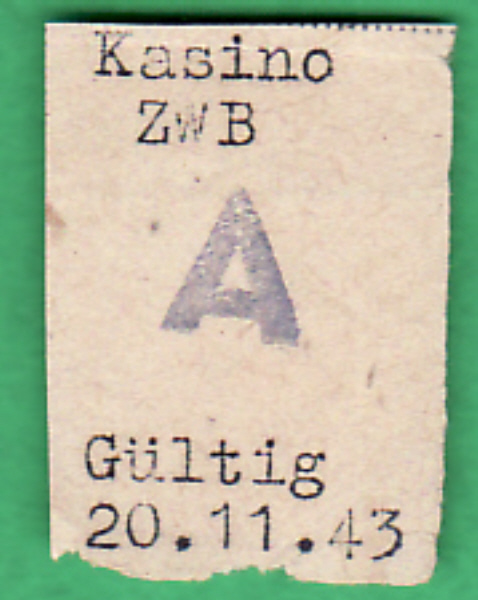 Kasino
ZWB
A
Gültig
20.11.43